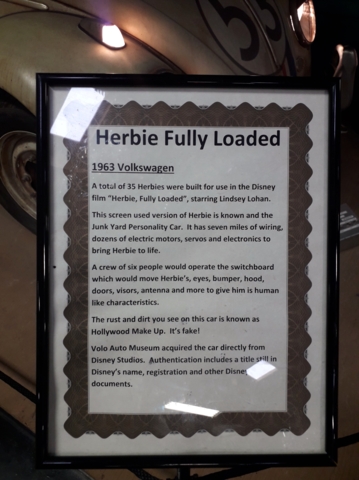 53
Herbie Fully Loaded
1963 Volkswagen
A total of 35 Herbies were built for use in the Disney
film "Herbie, Fully Loaded", starring Lindsey Lohan.
This screen used version of Herbie is known and the
Junk Yard Personality Car. It has seven miles of wiring,
dozens of electric motors, servos and electronics to
bring Herbie to life.
A crew of six people would operate the switchboard
which would move Herbie's, eyes, bumper, hood,
doors, visors, antenna and more to give him is human
like characteristics.
The rust and dirt you see on this car is known as
Hollywood Make Up. It's fake!
Volo Auto Museum acquired the car directly from
Disney Studios. Authentication includes a title still in
Disney's name, registration and other Disney
documents.